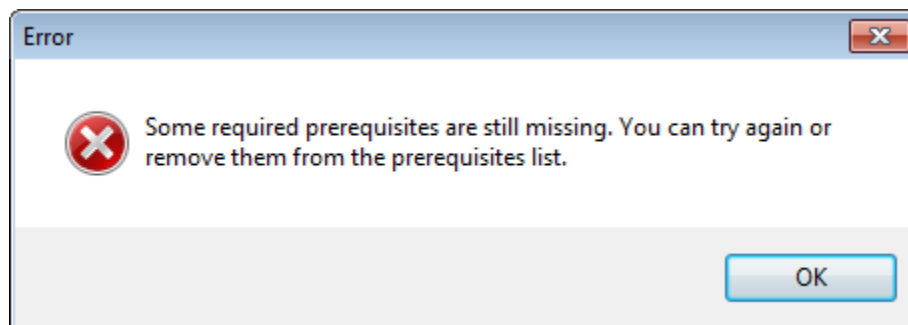 Error
Some required prerequisites are still missing. You can try again or
remove them from the prerequisites list.
OK